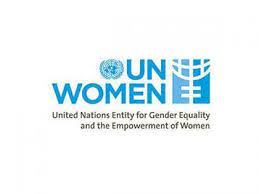 UN
WOMEN
United Nations Entity for Gender Equality
and the Empowerment of Women